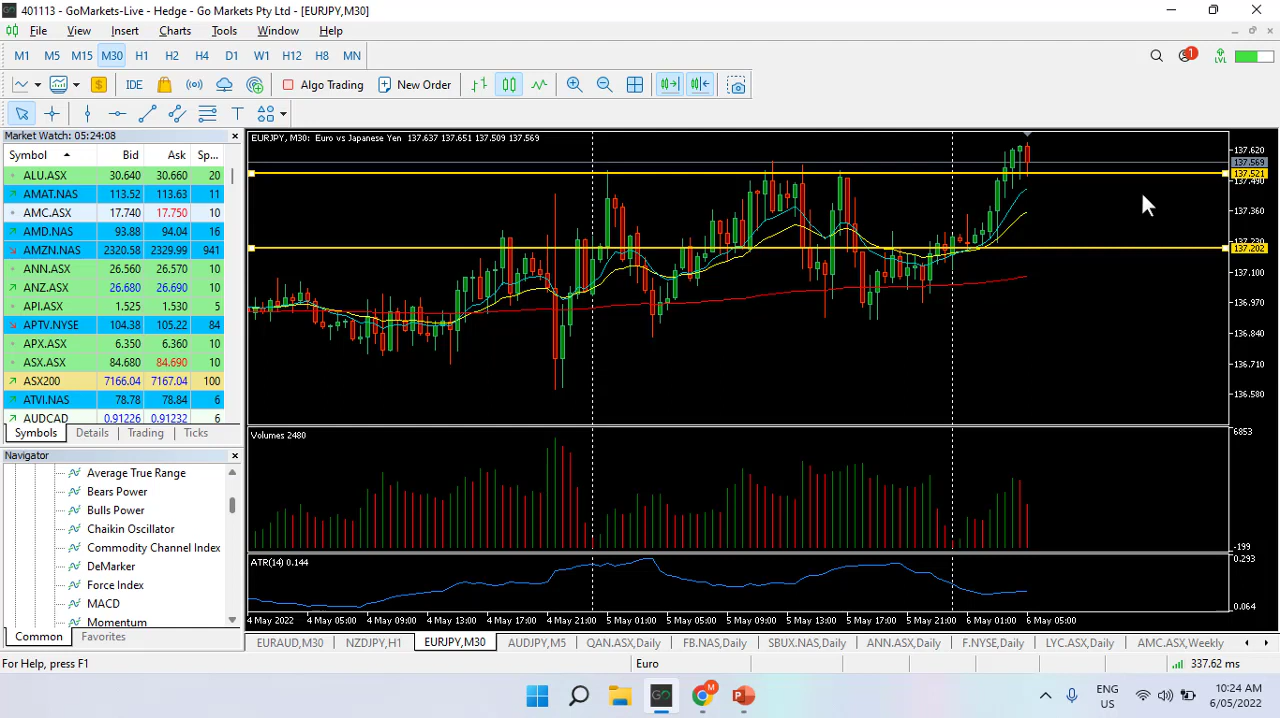 401113 - GoMarkets-Live - Hedge - Go Markets Pty Ltd - [EURJPY,M30]
File View Insert Charts Tools Window Help
M1 M5 M15 M30 H1 H2 H4 D1 W1 H12 H8 MN
1 LVL
IDE Algo Trading New Order
Market Watch: 05:24:08
Symbol Bid Ask Sp...
ALU.ASX 30.640 30.660 20
AMAT.NAS 113.52 113.63 11
AMC.ASX 17.740 17.750 10
AMD.NAS 93.88 94.04 16
AMZN.NAS 2320.58 2329.99 941
ANN.ASX 26.560 26.570 10
ANZ.ASX 26.680 26.690 10
API.ASX 1.525 1.530 5
APTV.NYSE 104.38 105.22 84
APX.ASX 6.350 6.360 10
ASX.ASX 84.680 84.690 10
ASX200 7166.04 7167.04 100
ATVI.NAS 78.78 78.84 6
AUDCAD 0.91226 0.91232 6
Symbols Details Trading Ticks
Navigator
Average True Range
Bears Power
Bulls Power
Chaikin Oscillator
Commodity Channel Index
DeMarker
Force Index
MACD
Momentum
Common Favorites
EURJPY, M30: Euro vs Japanese Yen 137.637 137.651 137.509 137.569
137.620
137.569
137.521
137.490
137.360
137.230
137.202
137.100
136.970
136.840
136.710
136.580
Volumes 2480
6853
-199
ATR(14) 0.144
0.293
0.064
4 May 2022 4 May 05:00 4 May 09:00 4 May 13:00 4 May 17:00 4 May 21:00 5 May 01:00 5 May 05:00 5 May 09:00 5 May 13:00 5 May 17:00 5 May 21:00 6 May 01:00 6 May 05:00
EURAUD,M30 NZDJPY,H1 EURJPY,M30 AUDJPY,M5 QAN.ASX,Daily FB.NAS,Daily SBUX.NAS,Daily ANN.ASX,Daily F.NYSE,Daily LYC.ASX,Daily AMC.ASX,Weekly
For Help, press F1 Euro 337.62 ms
GO M P ENG US 10:24 AM 6/05/2022